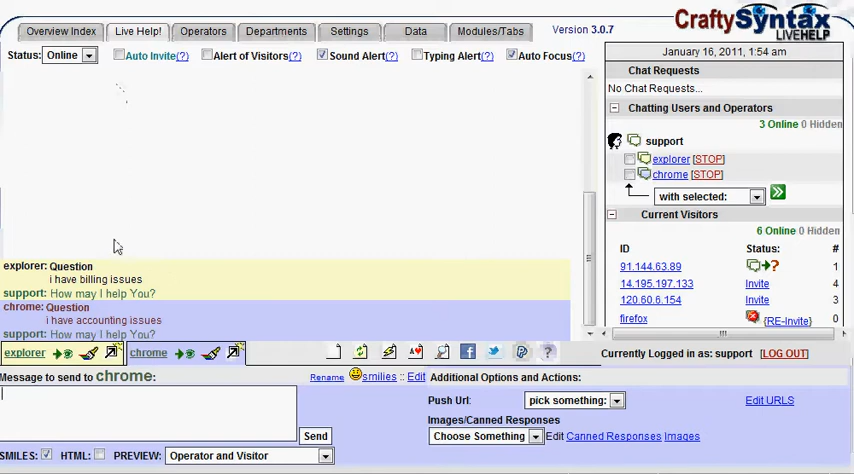 Overview Index Live Help! Operators Departments Settings Data Modules/Tabs Version 3.0.7
CraftySyntax
LIVEHELP
Status: Online Auto Invite(?) Alert of Visitors(?) Sound Alert(?) Typing Alert(?) Auto Focus(?)
January 16, 2011, 1:54 am
Chat Requests
No Chat Requests...
Chatting Users and Operators
3 Online 0 Hidden
support
explorer [STOP]
chrome [STOP]
with selected:
Current Visitors
6 Online 0 Hidden
ID Status: #
91.144.63.89 ? 1
14.195.197.133 Invite 4
120.60.6.154 Invite 3
firefox {RE-Invite}
explorer: Question
i have billing issues
support: How may I help You?
chrome: Question
i have accounting issues
support: How may I help You?
explorer chrome
Currently Logged in as: support [LOG OUT]
Message to send to chrome:
Rename smilies :: Edit
Additional Options and Actions:
Push Url: pick something: Edit URLS
Images/Canned Responses
Choose Something Edit Canned Responses Images
Send
SMILES: HTML: PREVIEW: Operator and Visitor